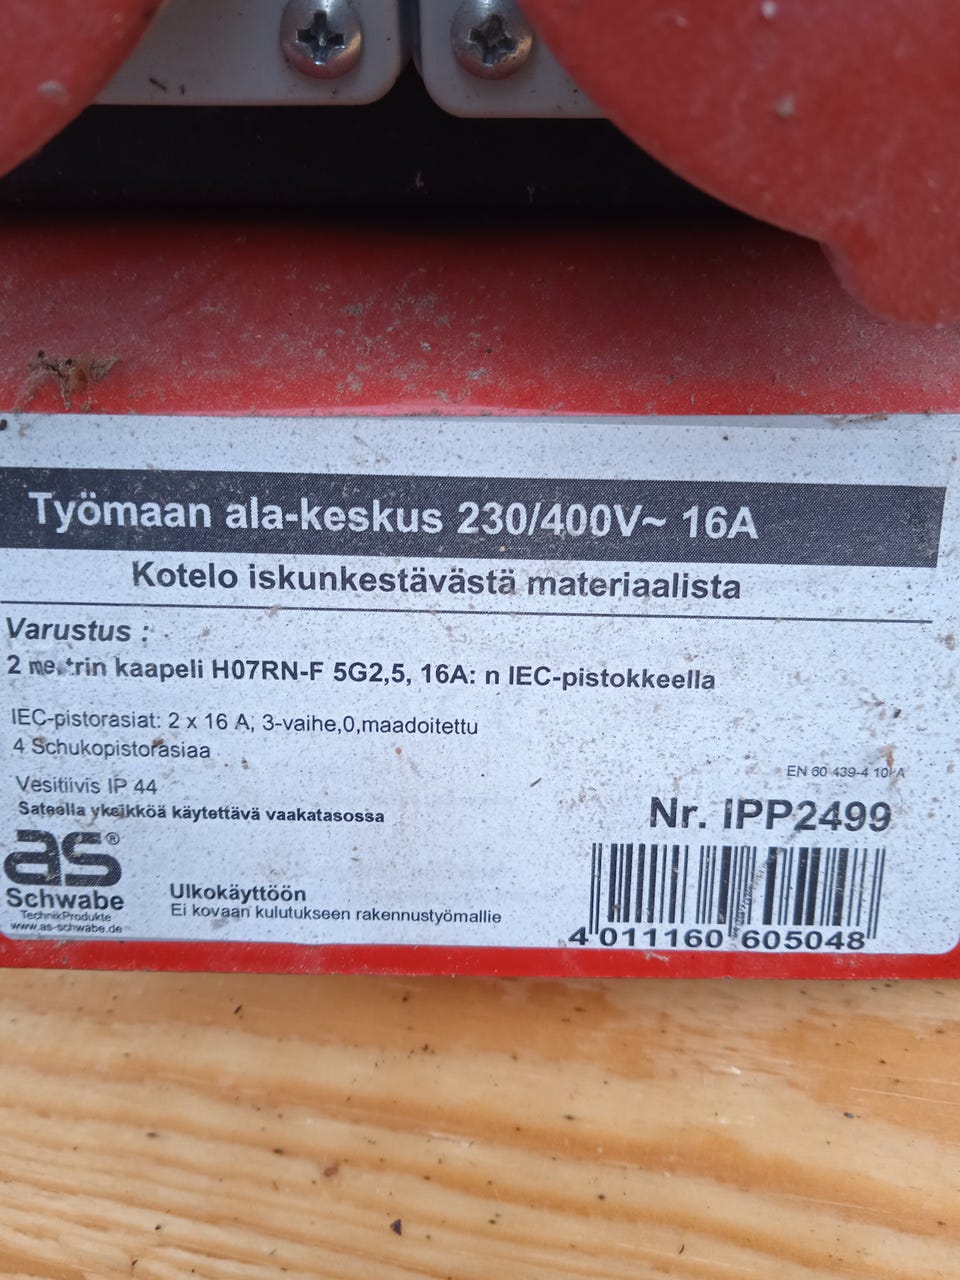 Työmaan ala-keskus 230/400V~ 16A
Kotelo iskunkestävästä materiaalista
Varustus :
2 metrin kaapeli H07RN-F 5G2,5, 16A: n IEC-pistokkeella
IEC-pistorasiat: 2 x 16 A, 3-vaihe,0,maadoitettu
4 Schukopistorasiaa
EN 60 439-4 10/A
Vesitiivis IP 44
Sateella yksikköä käytettävä vaakatasossa
Nr. IPP2499
as®
Schwabe
TechnikProdukte
www.as-schwabe.de
Ulkokäyttöön
Ei kovaan kulutukseen rakennustyömallie
4 011160 605048